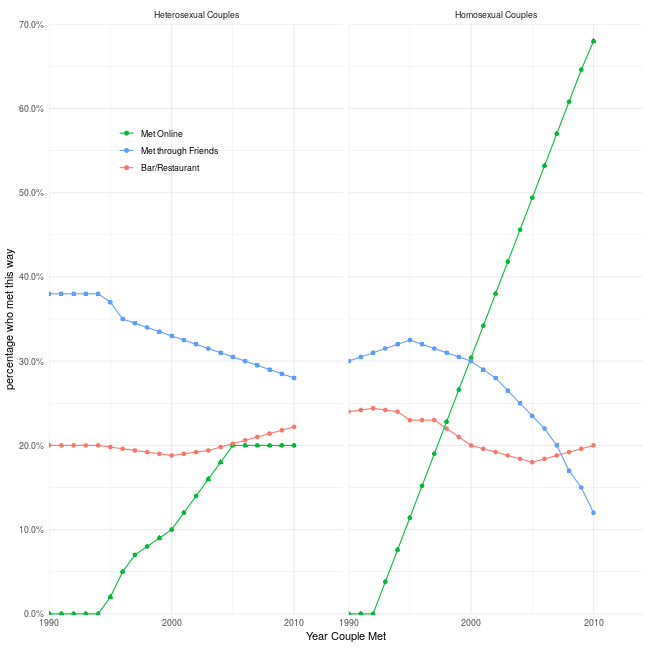 Heterosexual Couples
Homosexual Couples
70.0%
60.0%
50.0%
40.0%
30.0%
20.0%
10.0%
0.0%
percentage who met this way
Met Online
Met through Friends
Bar/Restaurant
1990
2000
2010
1990
2000
2010
Year Couple Met